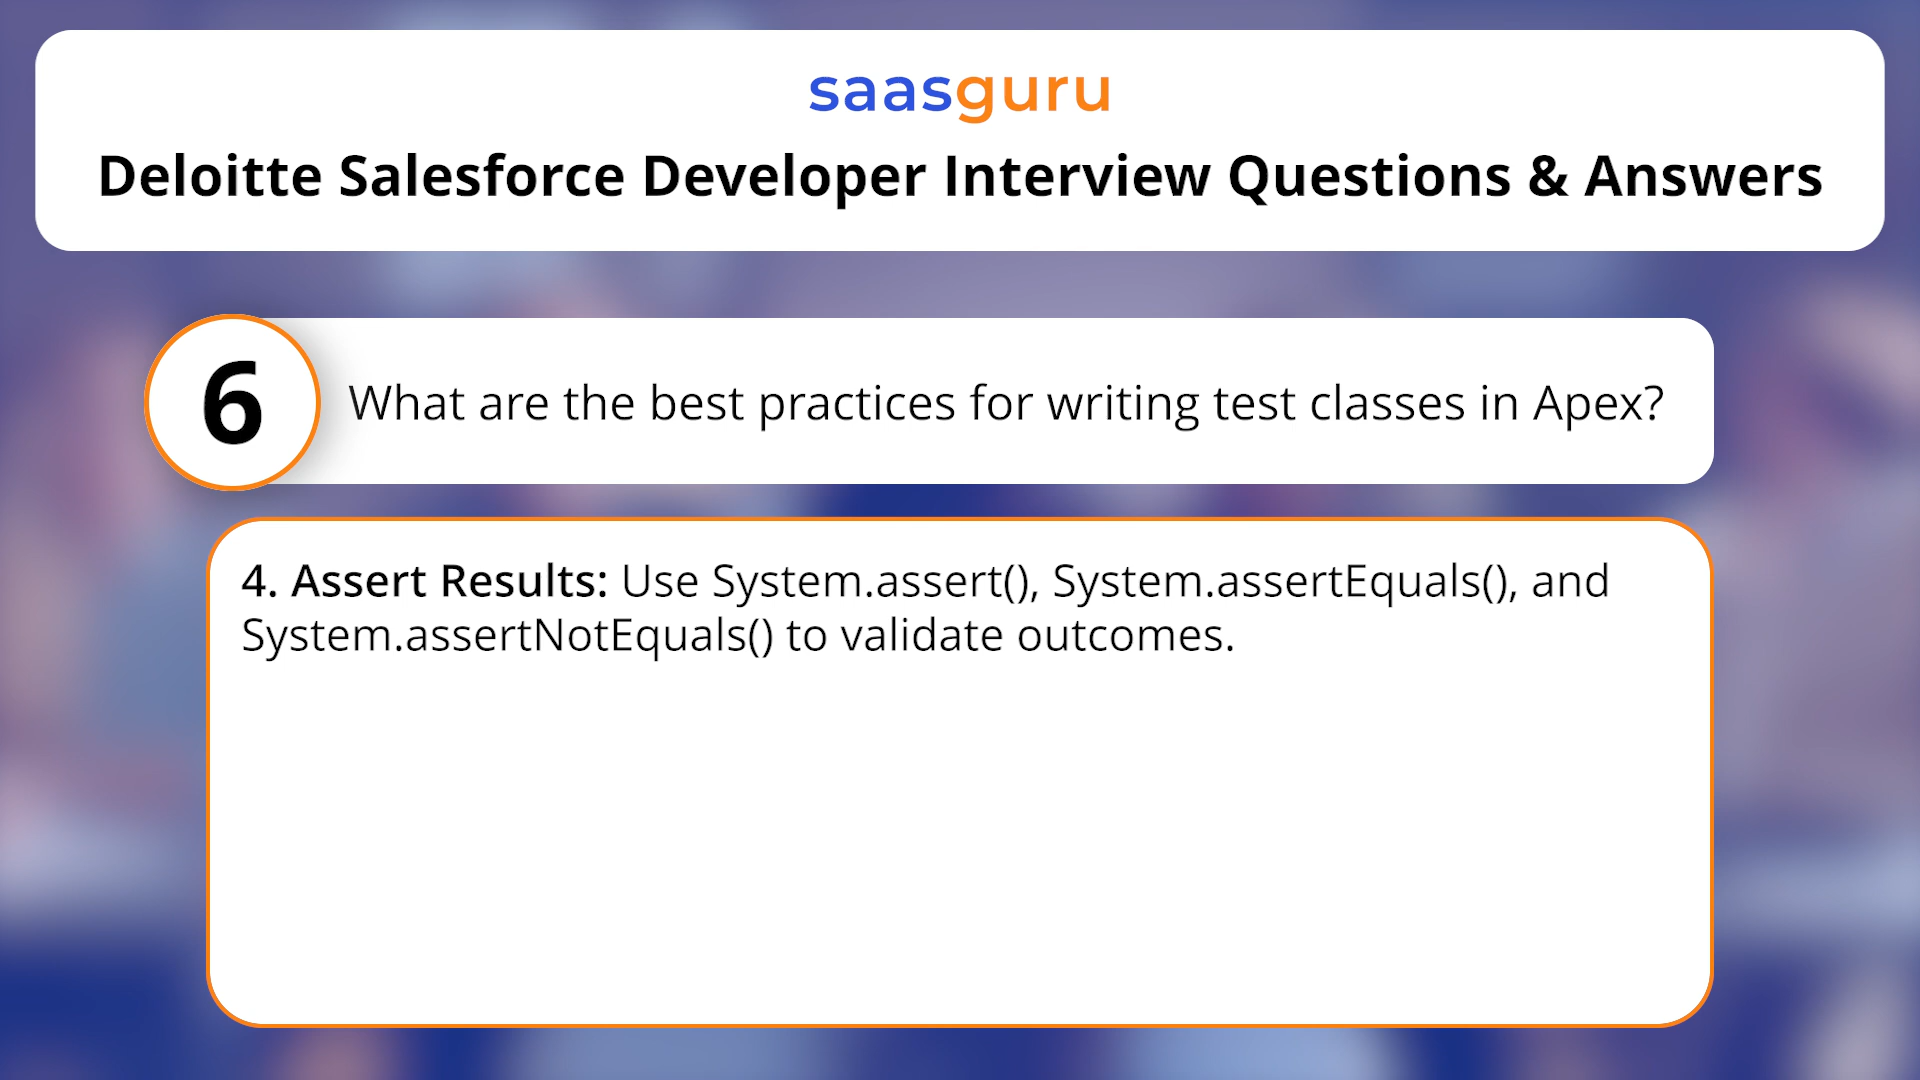 saasguru
Deloitte Salesforce Developer Interview Questions & Answers
6
What are the best practices for writing test classes in Apex?
4. Assert Results: Use System.assert(), System.assertEquals(), and
System.assertNotEquals() to validate outcomes.